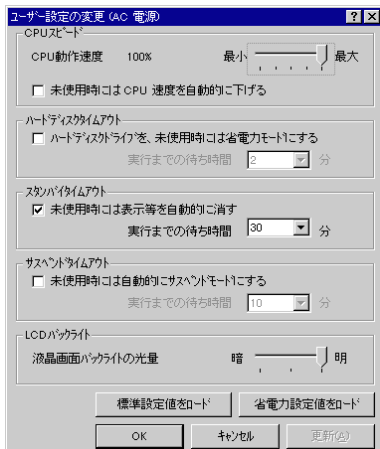 ユーザー設定の変更 (AC 電源)
CPUスピード
CPU動作速度 100% 最小 最大
未使用時には CPU 速度を自動的に下げる
ハードディスクタイムアウト
ハードディスクドライブを、未使用時には省電力モードにする
実行までの待ち時間 2 分
スタンバイタイムアウト
未使用時には表示等を自動的に消す
実行までの待ち時間 30 分
サスペンドタイムアウト
未使用時には自動的にサスペンドモードにする
実行までの待ち時間 10 分
LCDバックライト
液晶画面バックライトの光量 暗 明
標準設定値をロード 省電力設定値をロード
OK キャンセル 更新(A)